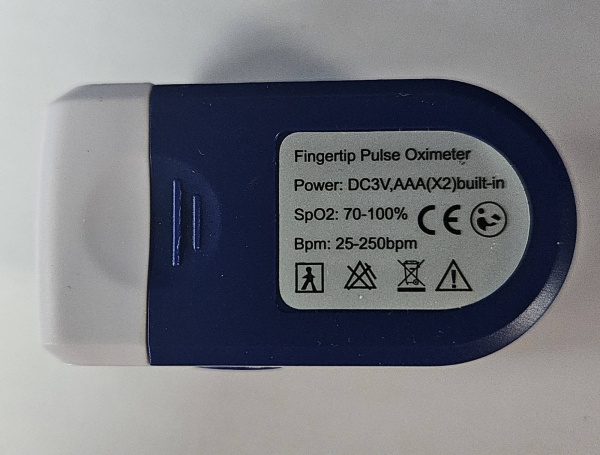 Fingertip Pulse Oximeter
Power: DC3V,AAA(X2)built-in
SpO2: 70-100%
CE
Bpm: 25-250bpm